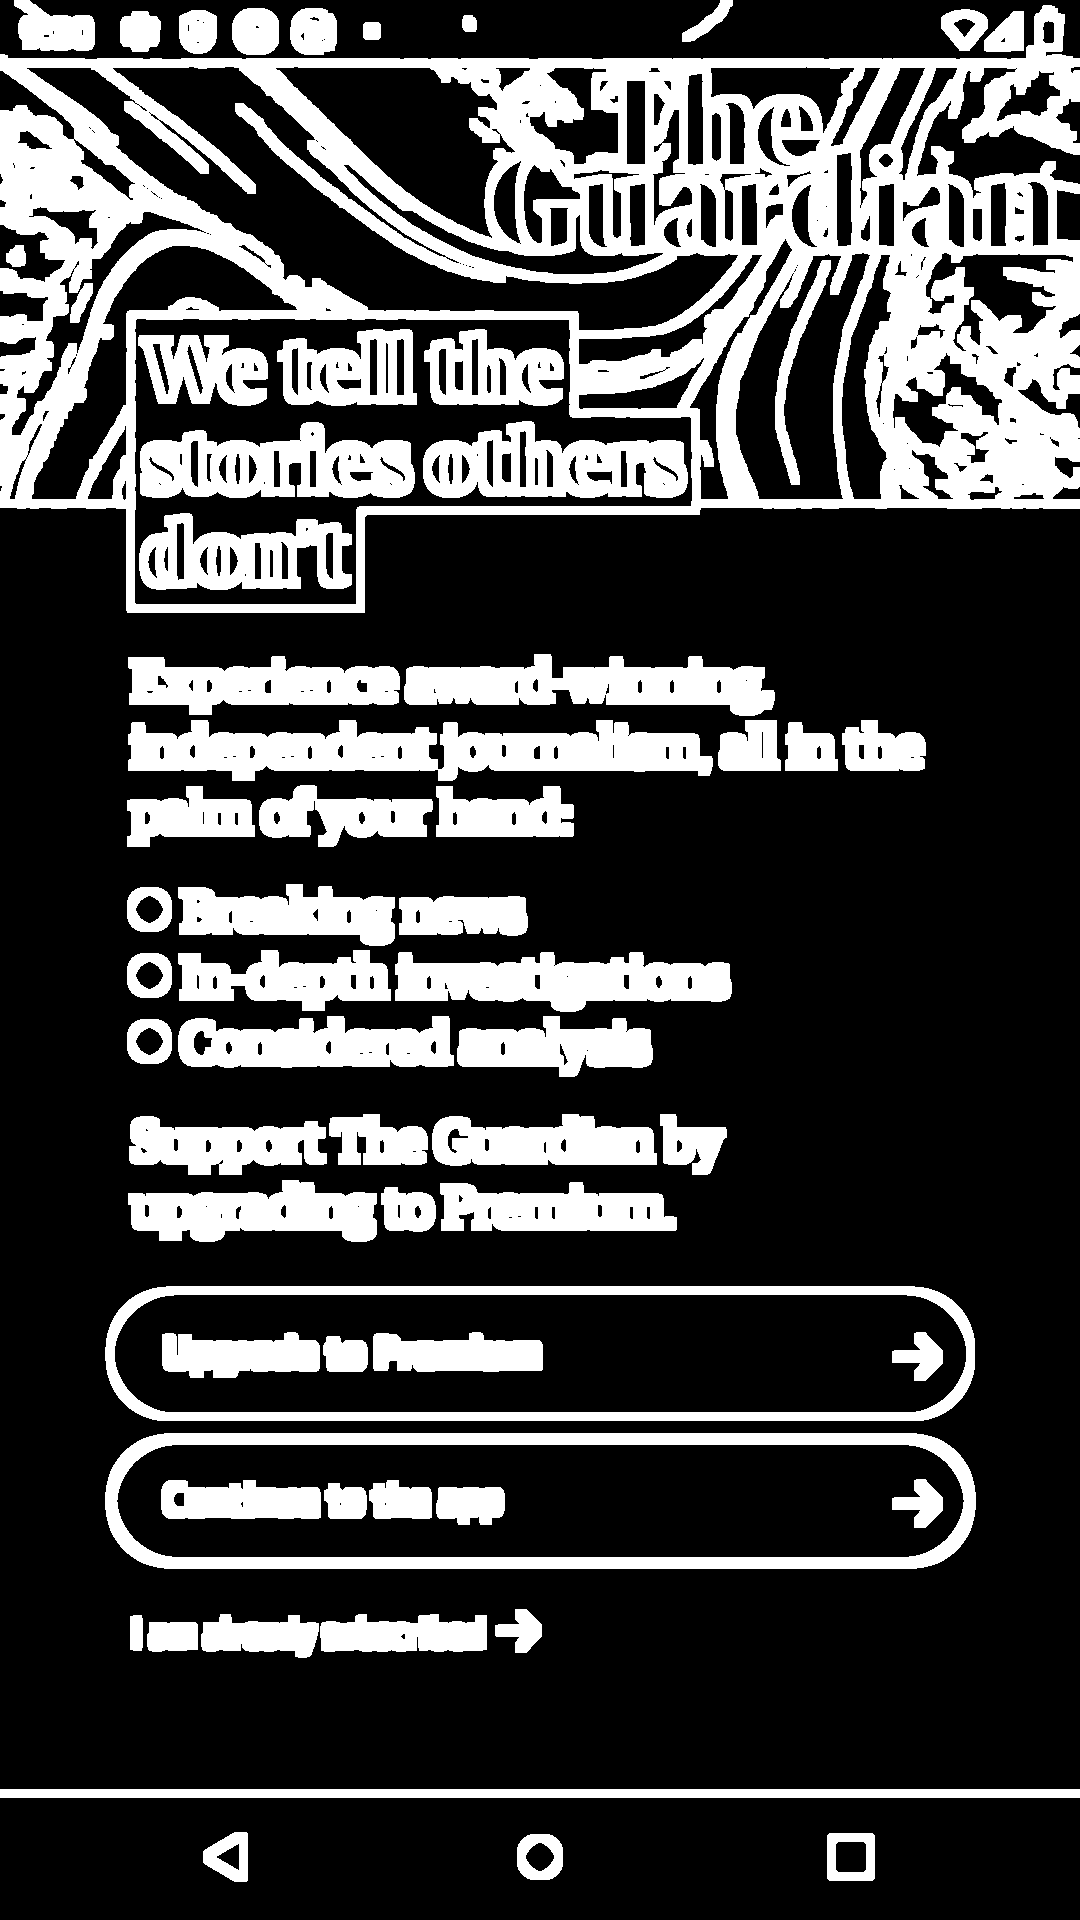 The
Guardian
We tell the
stories others
don't
Experience award-winning,
independent journalism, all in the
palm of your hand:
Breaking news
In-depth investigations
Considered analysis
Support The Guardian by
upgrading to Premium.
Upgrade to Premium
Continue to the app
I am already subscribed